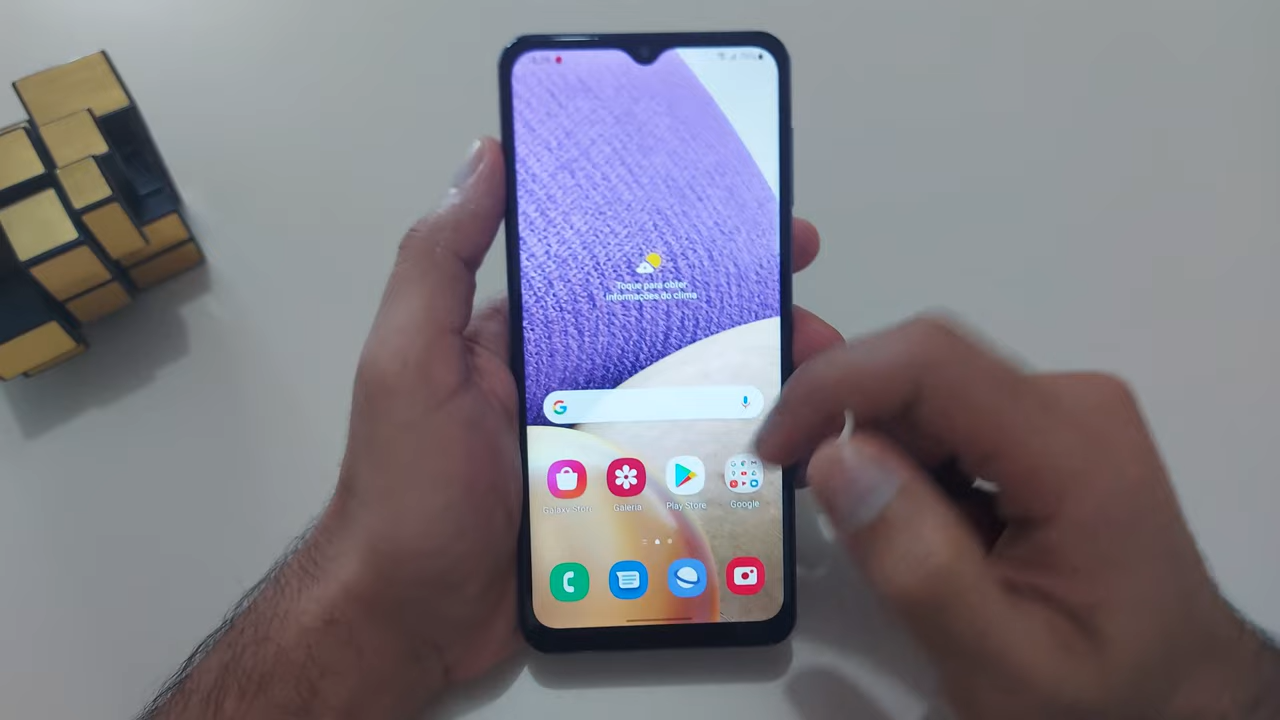 Toque para obter
informações do clima
G
Galaxy Store
Galeria
Play Store
Google